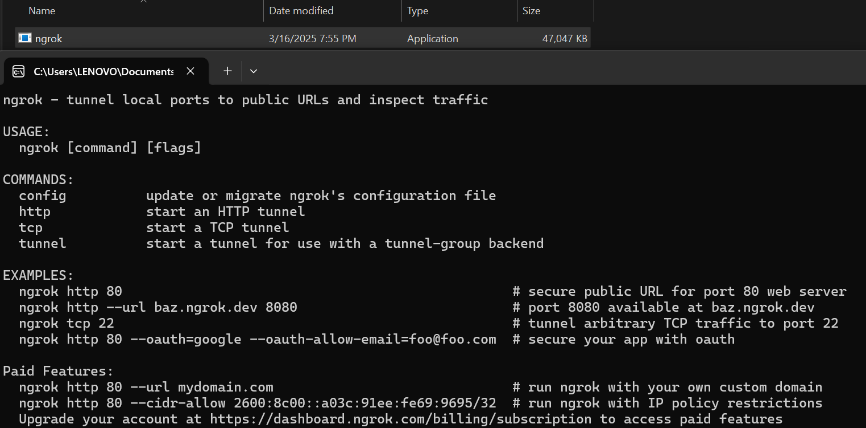 Name Date modified Type Size
ngrok 3/16/2025 7:55 PM Application 47,047 KB
C:\Users\LENOVO\Documents
ngrok - tunnel local ports to public URLs and inspect traffic
USAGE:
ngrok [command] [flags]
COMMANDS:
config update or migrate ngrok's configuration file
http start an HTTP tunnel
tcp start a TCP tunnel
tunnel start a tunnel for use with a tunnel-group backend
EXAMPLES:
ngrok http 80 # secure public URL for port 80 web server
ngrok http --url baz.ngrok.dev 8080 # port 8080 available at baz.ngrok.dev
ngrok tcp 22 # tunnel arbitrary TCP traffic to port 22
ngrok http 80 --oauth=google --oauth-allow-email=foo@foo.com # secure your app with oauth
Paid Features:
ngrok http 80 --url mydomain.com # run ngrok with your own custom domain
ngrok http 80 --cidr-allow 2600:8c00::a03c:91ee:fe69:9695/32 # run ngrok with IP policy restrictions
Upgrade your account at https://dashboard.ngrok.com/billing/subscription to access paid features